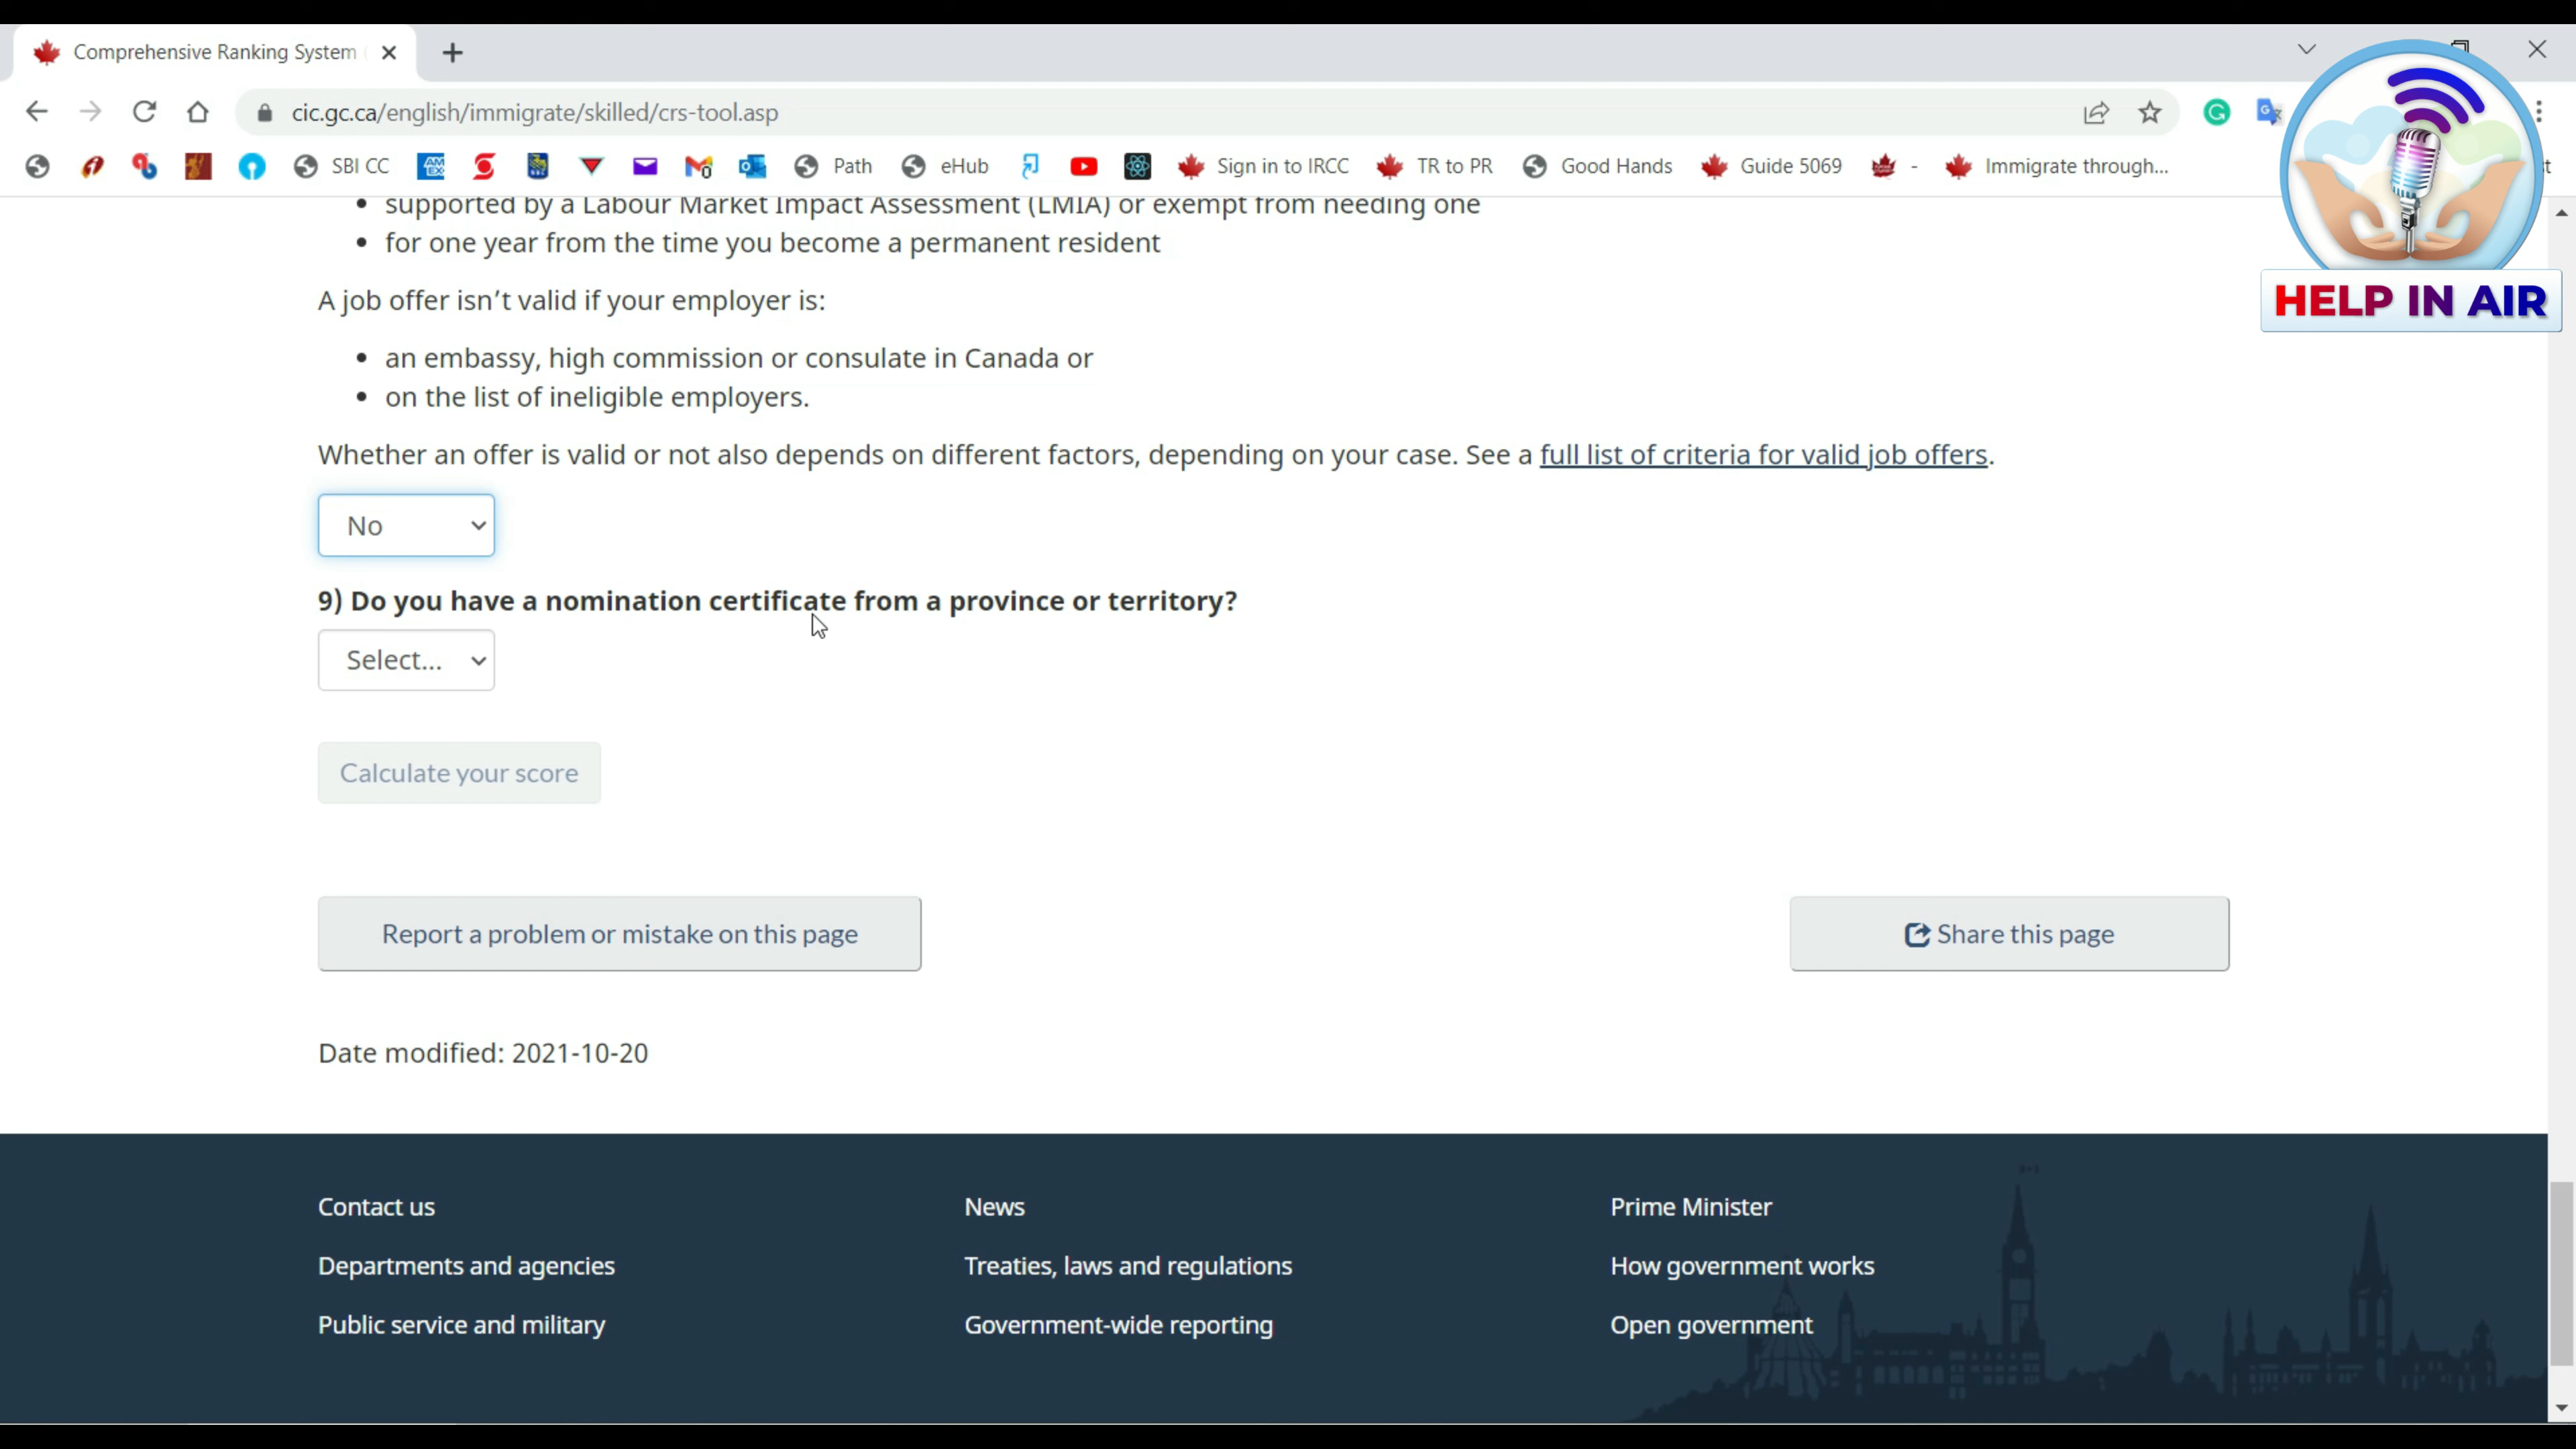 Comprehensive Ranking System
cic.gc.ca/english/immigrate/skilled/crs-tool.asp
SBI CC
AM EX
Path
eHub
Sign in to IRCC
TR to PR
Good Hands
Guide 5069
-
Immigrate through...
HELP IN AIR
• supported by a Labour Market Impact Assessment (LMIA) or exempt from needing one
• for one year from the time you become a permanent resident
A job offer isn't valid if your employer is:
• an embassy, high commission or consulate in Canada or
• on the list of ineligible employers.
Whether an offer is valid or not also depends on different factors, depending on your case. See a full list of criteria for valid job offers.
No
9) Do you have a nomination certificate from a province or territory?
Select...
Calculate your score
Report a problem or mistake on this page
Share this page
Date modified: 2021-10-20
Contact us
News
Prime Minister
Departments and agencies
Treaties, laws and regulations
How government works
Public service and military
Government-wide reporting
Open government